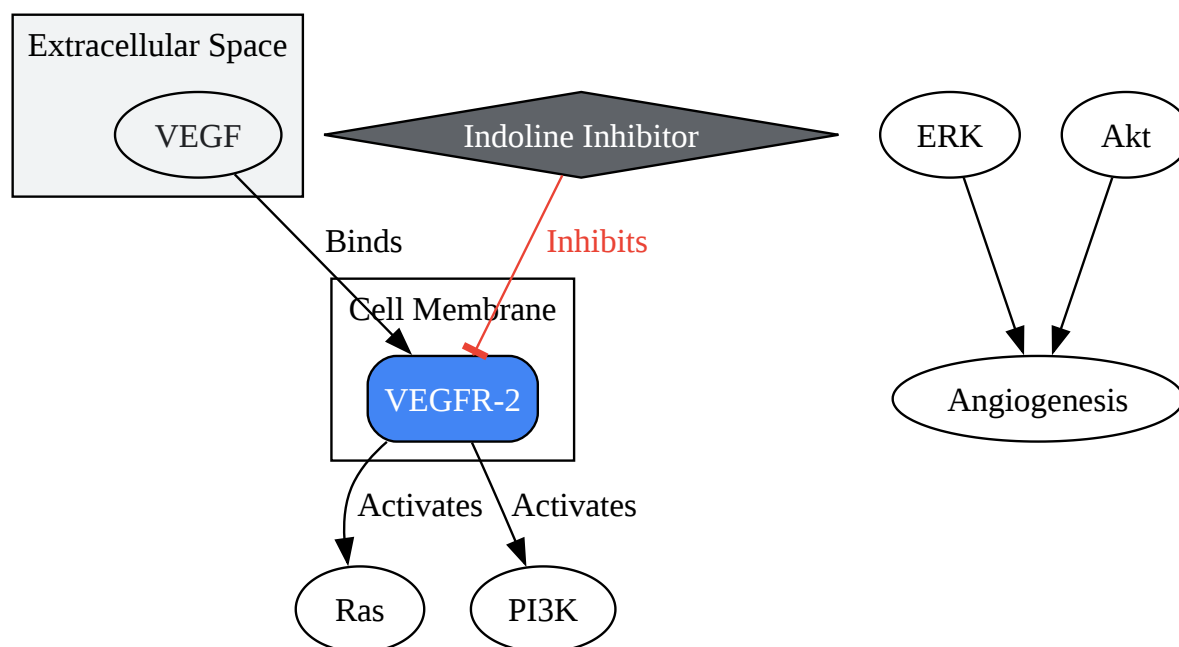 Extracellular Space
VEGF
Indoline Inhibitor
ERK
Akt
Binds
Inhibits
Cell Membrane
VEGFR-2
Angiogenesis
Activates
Activates
Ras
PI3K